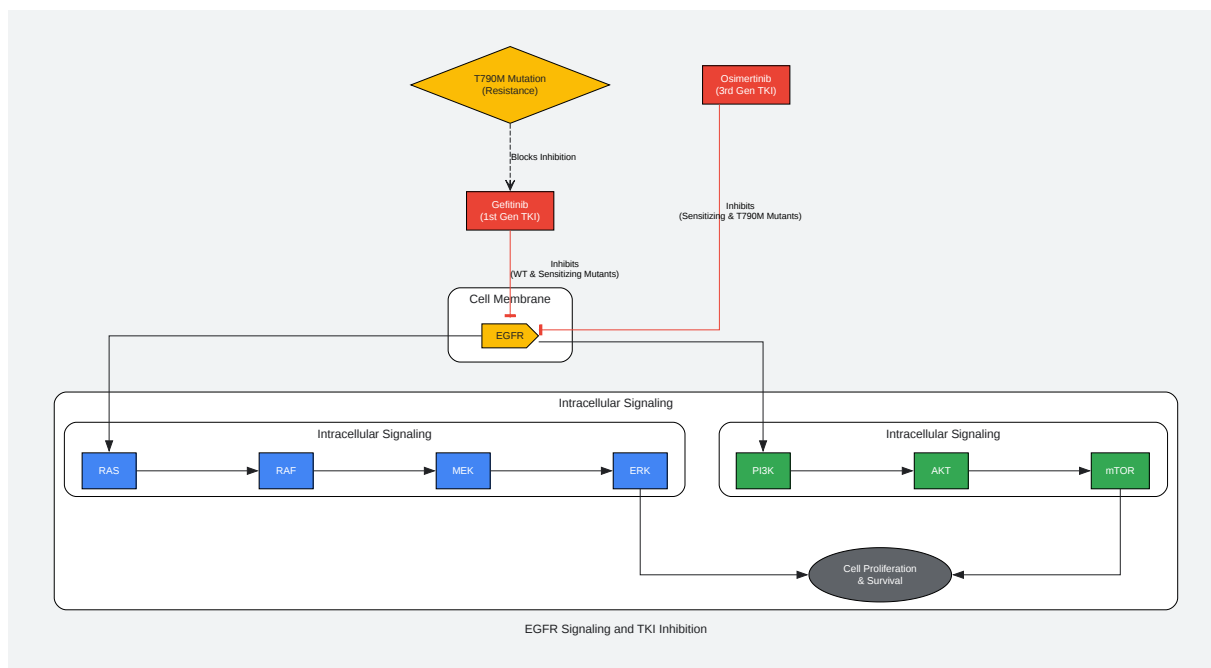 T790M Mutation
(Resistance)
Osimertinib
(3rd Gen TKI)
Blocks Inhibition
Gefitinib
(1st Gen TKI)
Inhibits
(Sensitizing & T790M Mutants)
Inhibits
(WT & Sensitizing Mutants)
Cell Membrane
EGFR
Intracellular Signaling
Intracellular Signaling
Intracellular Signaling
RAS
RAF
MEK
ERK
PI3K
AKT
mTOR
Cell Proliferation
& Survival
EGFR Signaling and TKI Inhibition